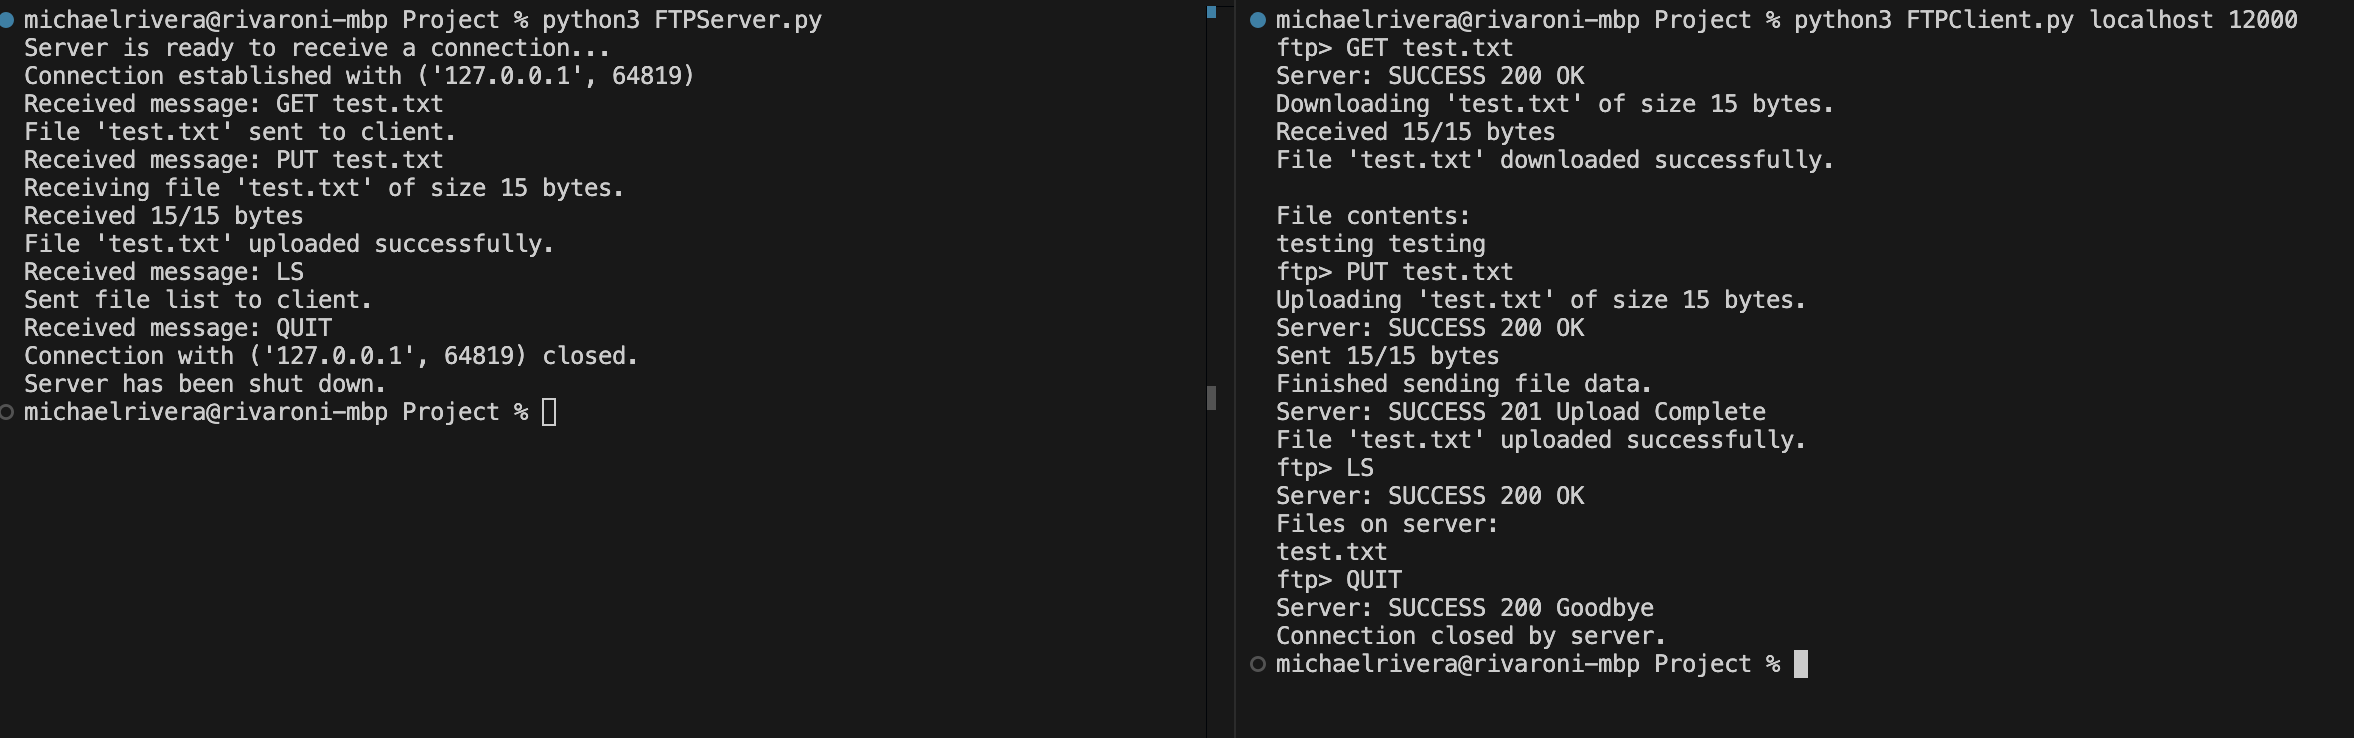 michaelrivera@rivaroni-mbp Project % python3 FTPServer.py
Server is ready to receive a connection...
Connection established with ('127.0.0.1', 64819)
Received message: GET test.txt
File 'test.txt' sent to client.
Received message: PUT test.txt
Receiving file 'test.txt' of size 15 bytes.
Received 15/15 bytes
File 'test.txt' uploaded successfully.
Received message: LS
Sent file list to client.
Received message: QUIT
Connection with ('127.0.0.1', 64819) closed.
Server has been shut down.
michaelrivera@rivaroni-mbp Project %
michaelrivera@rivaroni-mbp Project % python3 FTPClient.py localhost 12000
ftp> GET test.txt
Server: SUCCESS 200 OK
Downloading 'test.txt' of size 15 bytes.
Received 15/15 bytes
File 'test.txt' downloaded successfully.

File contents:
testing testing
ftp> PUT test.txt
Uploading 'test.txt' of size 15 bytes.
Server: SUCCESS 200 OK
Sent 15/15 bytes
Finished sending file data.
Server: SUCCESS 201 Upload Complete
File 'test.txt' uploaded successfully.
ftp> LS
Server: SUCCESS 200 OK
Files on server:
test.txt
ftp> QUIT
Server: SUCCESS 200 Goodbye
Connection closed by server.
michaelrivera@rivaroni-mbp Project %